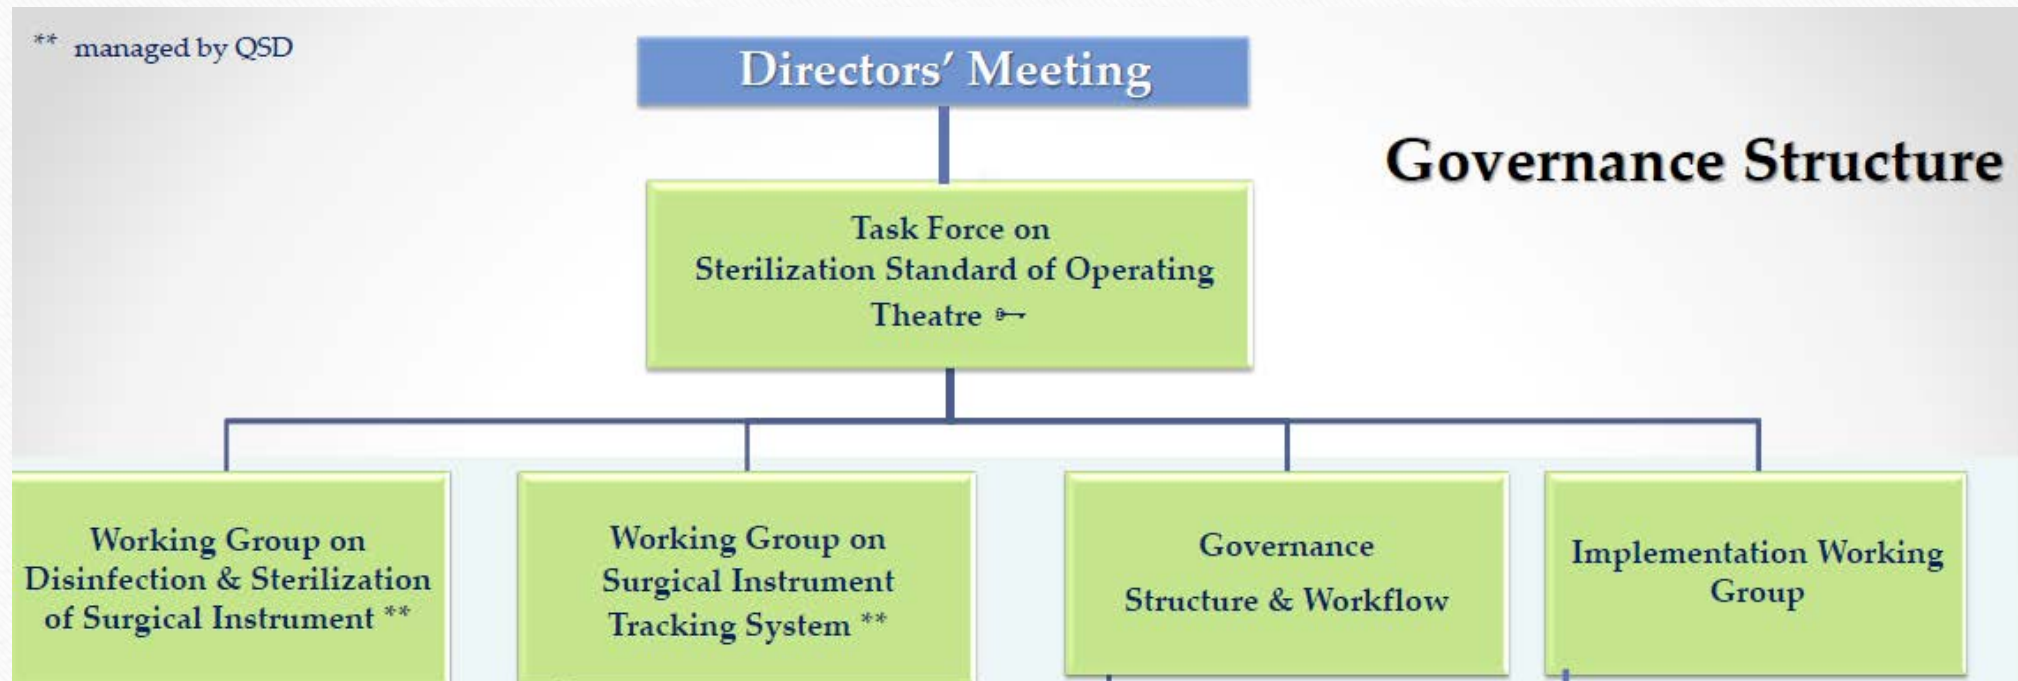 ** managed by QSD
Directors’ Meeting
Governance Structure
Task Force on
Sterilization Standard of Operating
Theatre
Working Group on
Disinfection & Sterilization
of Surgical Instrument **
Working Group on
Surgical Instrument
Tracking System **
Governance
Structure & Workflow
Implementation Working
Group